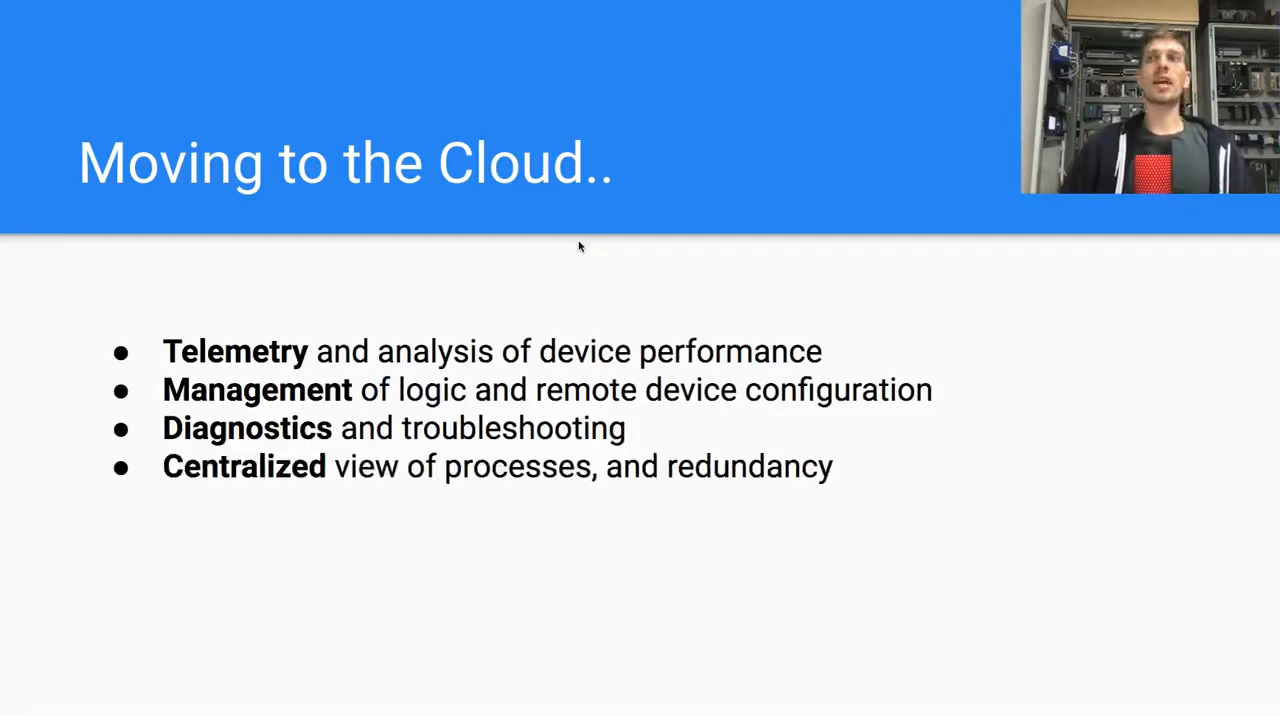 Moving to the Cloud..
● Telemetry and analysis of device performance
● Management of logic and remote device configuration
● Diagnostics and troubleshooting
● Centralized view of processes, and redundancy